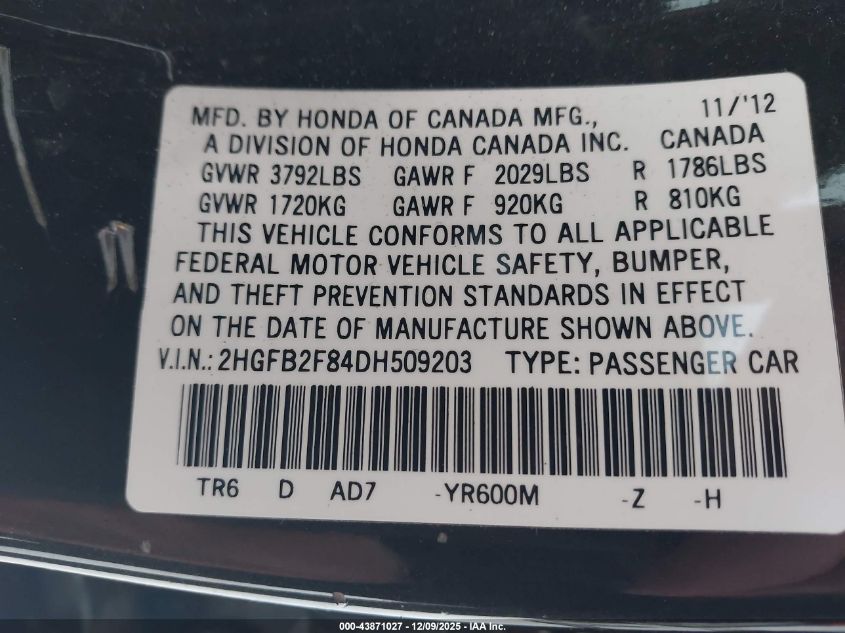 MFD. BY HONDA OF CANADA MFG., 11/'12
A DIVISION OF HONDA CANADA INC. CANADA
GVWR 3792LBS GAWR F 2029LBS R 1786LBS
GVWR 1720KG GAWR F 920KG R 810KG
THIS VEHICLE CONFORMS TO ALL APPLICABLE
FEDERAL MOTOR VEHICLE SAFETY, BUMPER,
AND THEFT PREVENTION STANDARDS IN EFFECT
ON THE DATE OF MANUFACTURE SHOWN ABOVE.
V.I.N.: 2HGFB2F84DH509203 TYPE: PASSENGER CAR
TR6 D AD7 -YR600M -Z -H
000-43871027 - 12/09/2025 - IAA Inc.